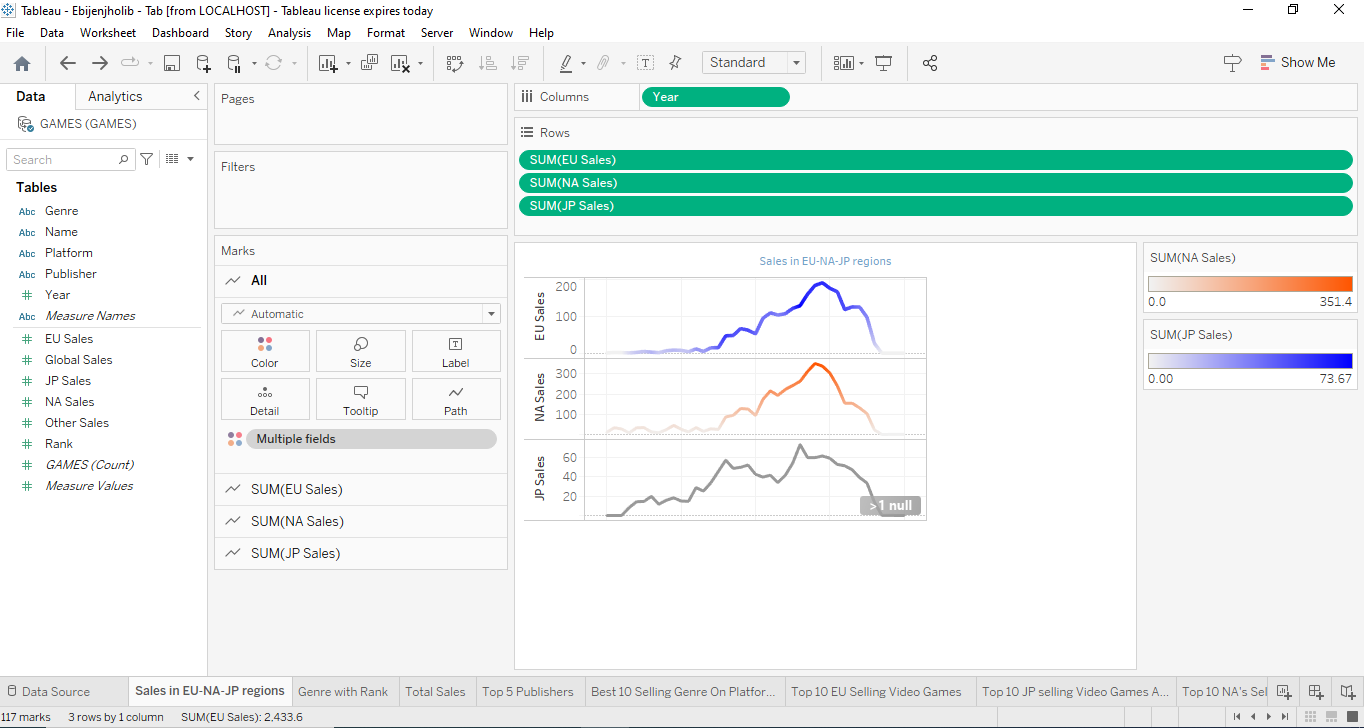 Tableau - Ebijenjholib - Tab [from LOCALHOST] - Tableau license expires today
File Data Worksheet Dashboard Story Analysis Map Format Server Window Help
Standard
Show Me
Data Analytics
GAMES (GAMES)
Search
Tables
Abc Genre
Abc Name
Abc Platform
Abc Publisher
# Year
Abc Measure Names
# EU Sales
# Global Sales
# JP Sales
# NA Sales
# Other Sales
# Rank
# GAMES (Count)
# Measure Values
Pages
Filters
Marks
All
Automatic
Color Size Label
Detail Tooltip Path
Multiple fields
SUM(EU Sales)
SUM(NA Sales)
SUM(JP Sales)
Columns Year
Rows
SUM(EU Sales)
SUM(NA Sales)
SUM(JP Sales)
Sales in EU-NA-JP regions
EU Sales
200
100
0
NA Sales
300
200
100
JP Sales
60
40
20
>1 null
SUM(NA Sales)
0.0 351.4
SUM(JP Sales)
0.00 73.67
Data Source Sales in EU-NA-JP regions Genre with Rank Total Sales Top 5 Publishers Best 10 Selling Genre On Platfor... Top 10 EU Selling Video Games Top 10 JP selling Video Games A... Top 10 NA's Sel
117 marks 3 rows by 1 column SUM(EU Sales): 2,433.6